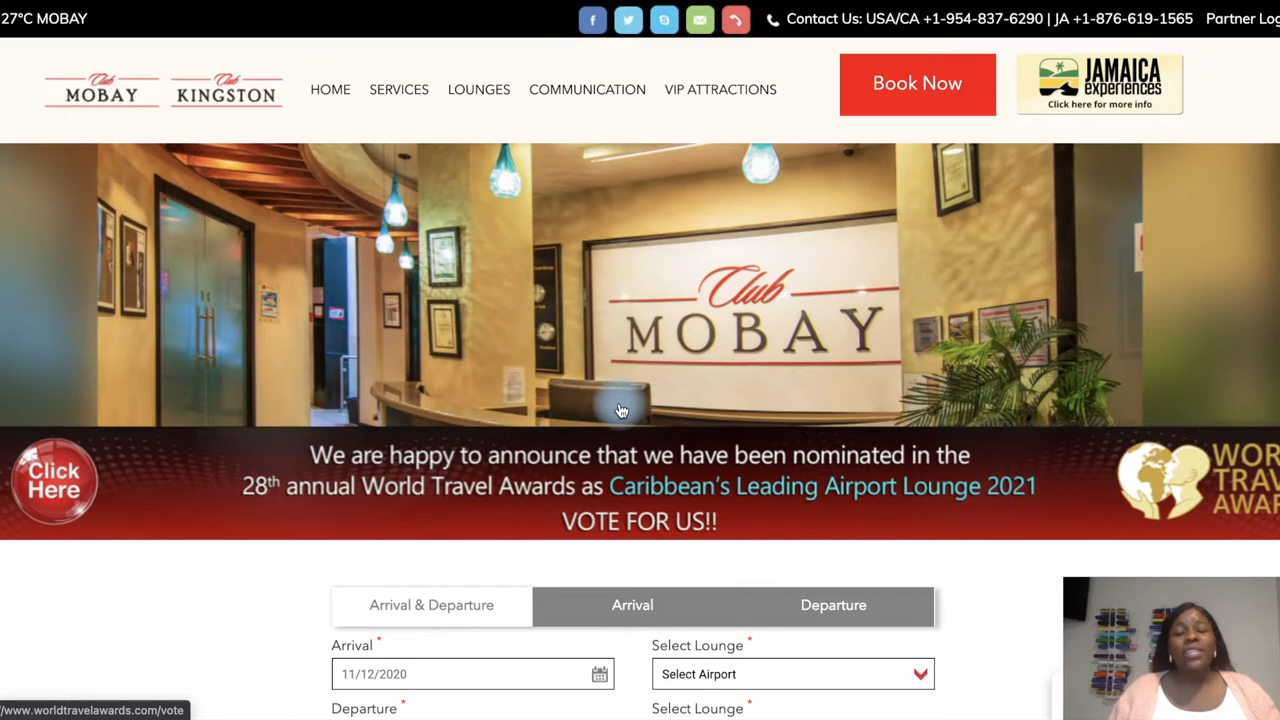 27°C MOBAY
Contact Us: USA/CA +1-954-837-6290 | JA +1-876-619-1565
Partner Log
Club MOBAY
Club KINGSTON
HOME
SERVICES
LOUNGES
COMMUNICATION
VIP ATTRACTIONS
Book Now
JAMAICA
experiences
Click here for more info
Club
MOBAY
Click
Here
We are happy to announce that we have been nominated in the
28th annual World Travel Awards as Caribbean's Leading Airport Lounge 2021
VOTE FOR US!!
WOR
TRAV
AWAR
Arrival & Departure
Arrival
Departure
Arrival *
Select Lounge *
11/12/2020
Select Airport
Departure *
Select Lounge *
/www.worldtravelawards.com/vote